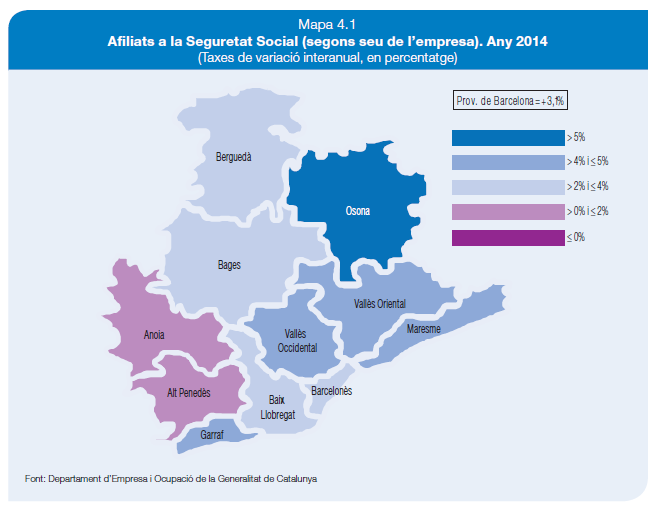 Mapa 4.1
Afiliats a la Seguretat Social (segons seu de l'empresa). Any 2014
(Taxes de variació interanual, en percentatge)
Prov. de Barcelona = +3,1%
> 5%
> 4% i ≤ 5%
> 2% i ≤ 4%
> 0% i ≤ 2%
≤ 0%
Berguedà
Osona
Bages
Vallès Oriental
Maresme
Anoia
Vallès
Occidental
Alt Penedès
Barcelonès
Baix
Llobregat
Garraf
Font: Departament d'Empresa i Ocupació de la Generalitat de Catalunya